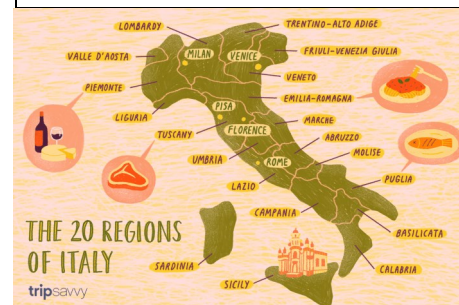 LOMBARDY
TRENTINO-ALTO ADIGE
VALLE D'AOSTA
MILAN
VENICE
FRIULI-VENEZIA GIULIA
VENETO
PIEMONTE
EMILIA-ROMAGNA
LIGURIA
PISA
MARCHE
TUSCANY
FLORENCE
ABRUZZO
UMBRIA
ROME
MOLISE
LAZIO
PUGLIA
CAMPANIA
THE 20 REGIONS
OF ITALY
BASILICATA
SARDINIA
CALABRIA
SICILY
tripsavvy